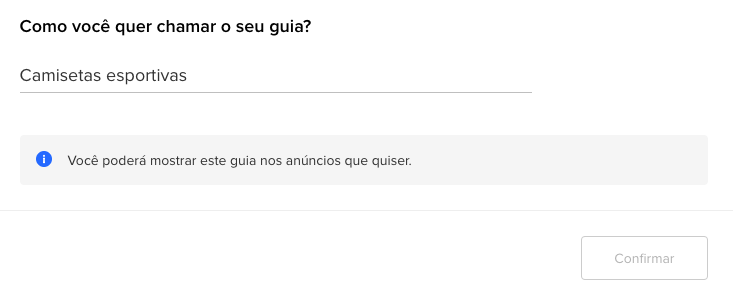 Como você quer chamar o seu guia?
Camisetas esportivas
Você poderá mostrar este guia nos anúncios que quiser.
Confirmar